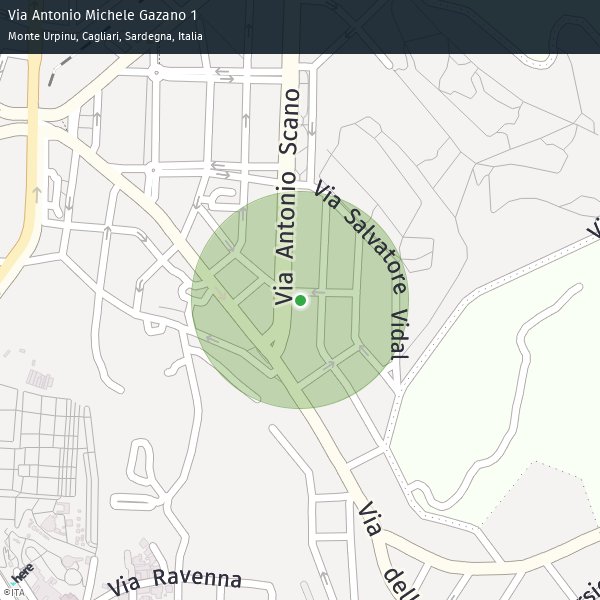 Via Antonio Michele Gazano 1
Monte Urpinu, Cagliari, Sardegna, Italia
Via Antonio Scano
Via Salvatore Vidal
Via
dell
Via Ravenna
here
©ITA